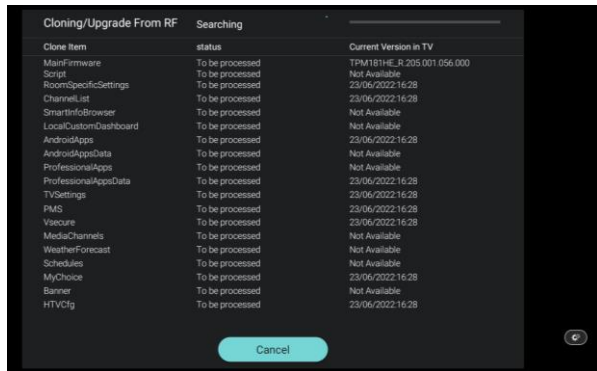 Cloning/Upgrade From RF Searching
Clone Item status Current Version in TV
MainFirmware To be processed TPM181HE_R.205.001.056.000
Script To be processed Not Available
RoomSpecificSettings To be processed 23/06/2022:16:28
ChannelList To be processed 23/06/2022:16:28
SmartInfoBrowser To be processed Not Available
LocalCustomDashboard To be processed Not Available
AndroidApps To be processed 23/06/2022:16:28
AndroidAppsData To be processed Not Available
ProfessionalApps To be processed Not Available
ProfessionalAppsData To be processed 23/06/2022:16:28
TVSettings To be processed 23/06/2022:16:28
PMS To be processed 23/06/2022:16:28
Vsecure To be processed 23/06/2022:16:28
MediaChannels To be processed Not Available
WeatherForecast To be processed Not Available
Schedules To be processed Not Available
MyChoice To be processed 23/06/2022:16:28
Banner To be processed Not Available
HTVCfg To be processed 23/06/2022:16:28
Cancel